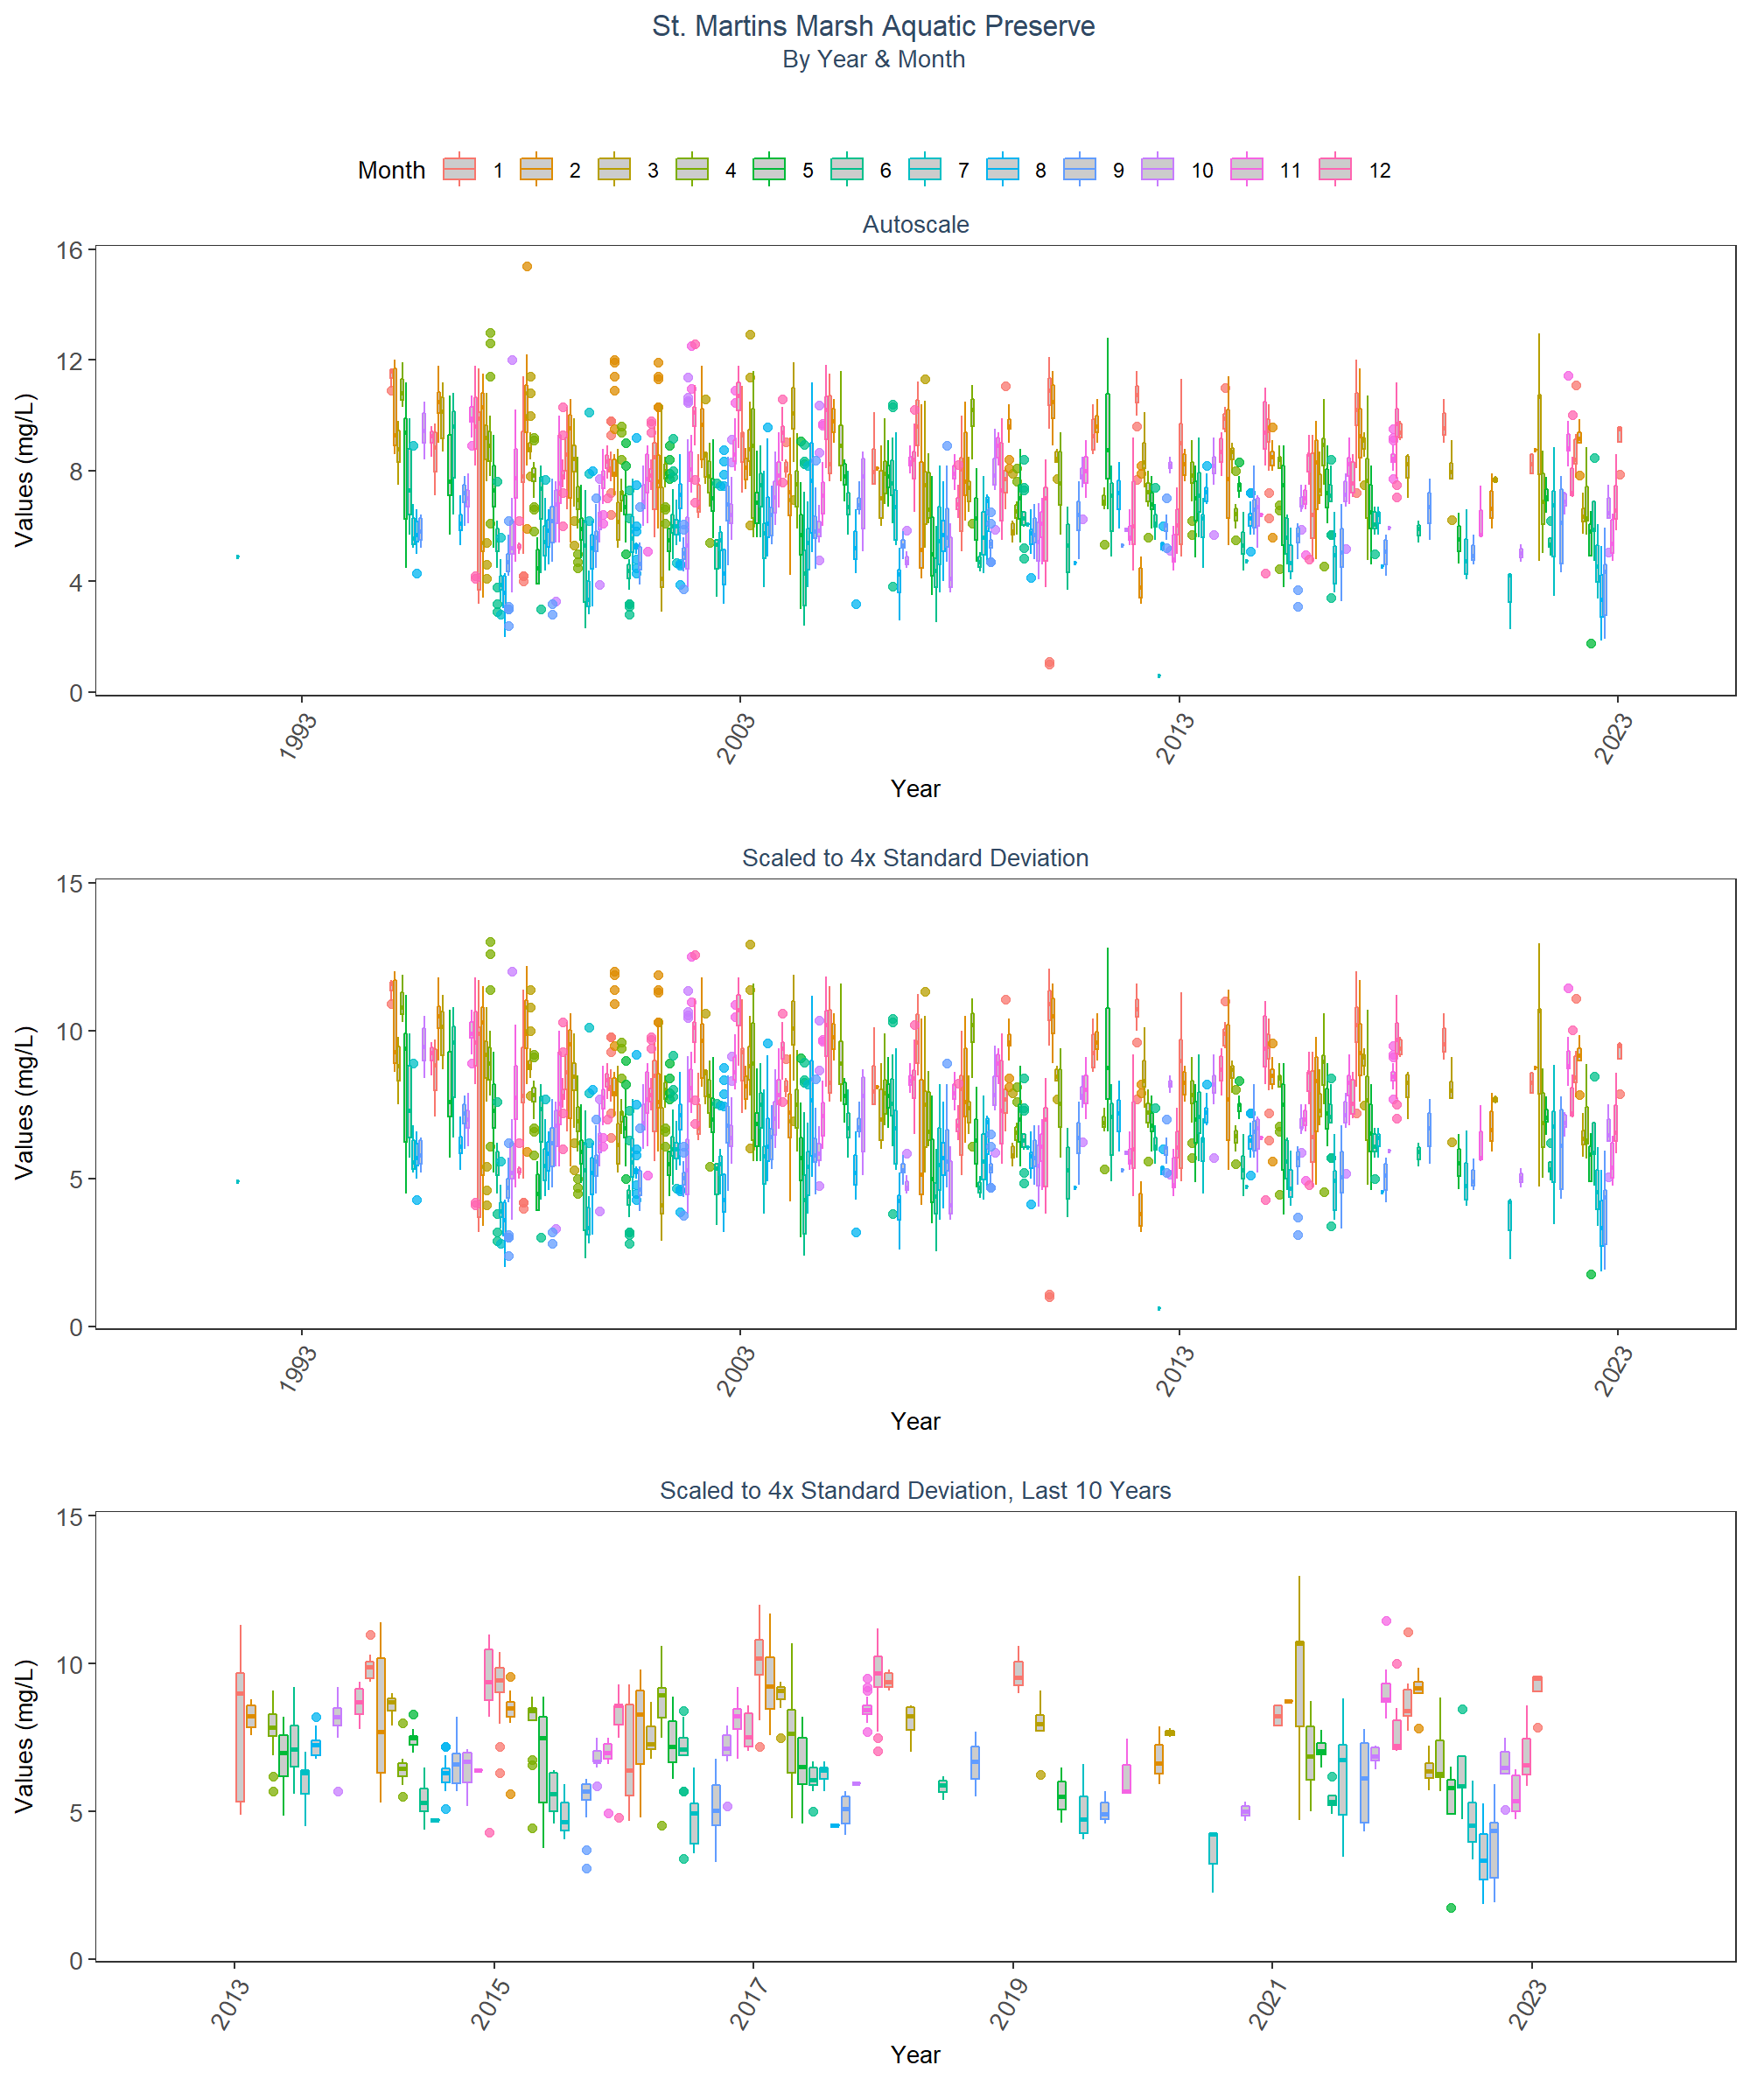 St. Martins Marsh Aquatic Preserve
By Year & Month
Month 1 2 3 4 5 6 7 8 9 10 11 12
Autoscale
16
12
8
4
0
Values (mg/L)
1993 2003 2013 2023
Year
Scaled to 4x Standard Deviation
15
10
5
0
Values (mg/L)
1993 2003 2013 2023
Year
Scaled to 4x Standard Deviation, Last 10 Years
15
10
5
0
Values (mg/L)
2013 2015 2017 2019 2021 2023
Year